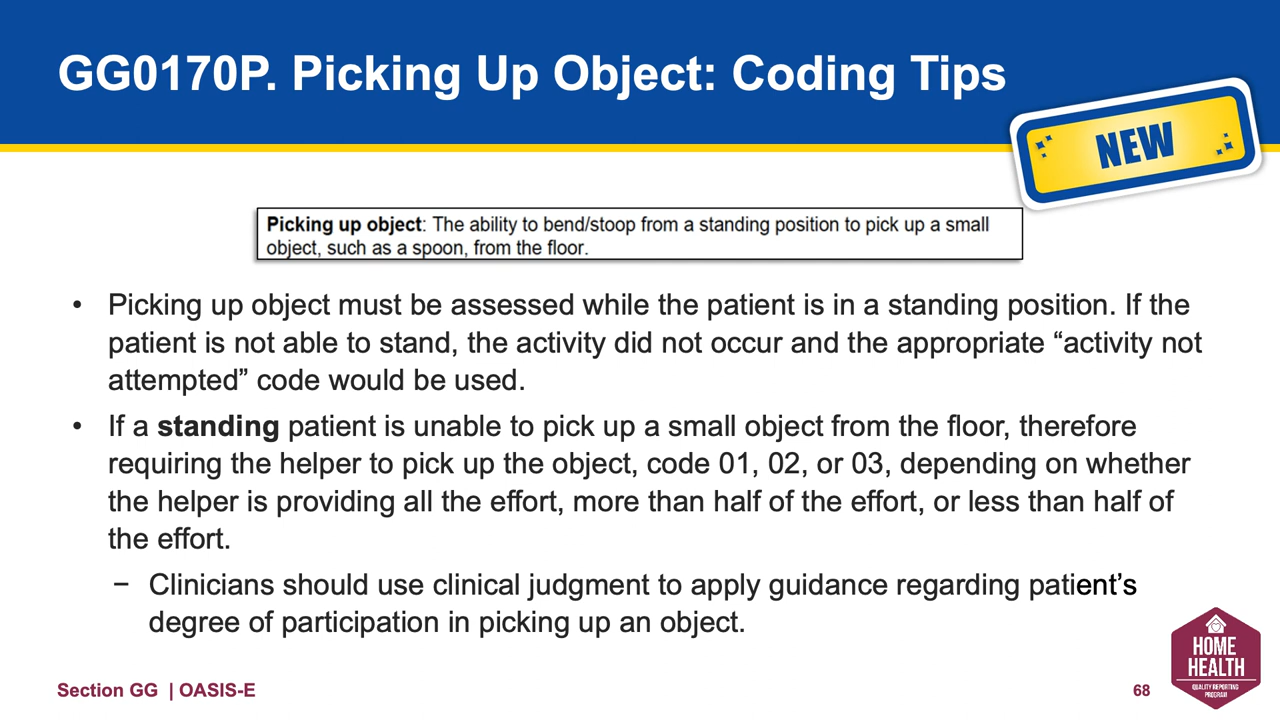 GG0170P. Picking Up Object: Coding Tips
NEW
Picking up object: The ability to bend/stoop from a standing position to pick up a small
object, such as a spoon, from the floor.
• Picking up object must be assessed while the patient is in a standing position. If the
patient is not able to stand, the activity did not occur and the appropriate “activity not
attempted” code would be used.
• If a standing patient is unable to pick up a small object from the floor, therefore
requiring the helper to pick up the object, code 01, 02, or 03, depending on whether
the helper is providing all the effort, more than half of the effort, or less than half of
the effort.
− Clinicians should use clinical judgment to apply guidance regarding patient’s
degree of participation in picking up an object.
Section GG | OASIS-E
68
HOME
HEALTH
QUALITY REPORTING
PROGRAM